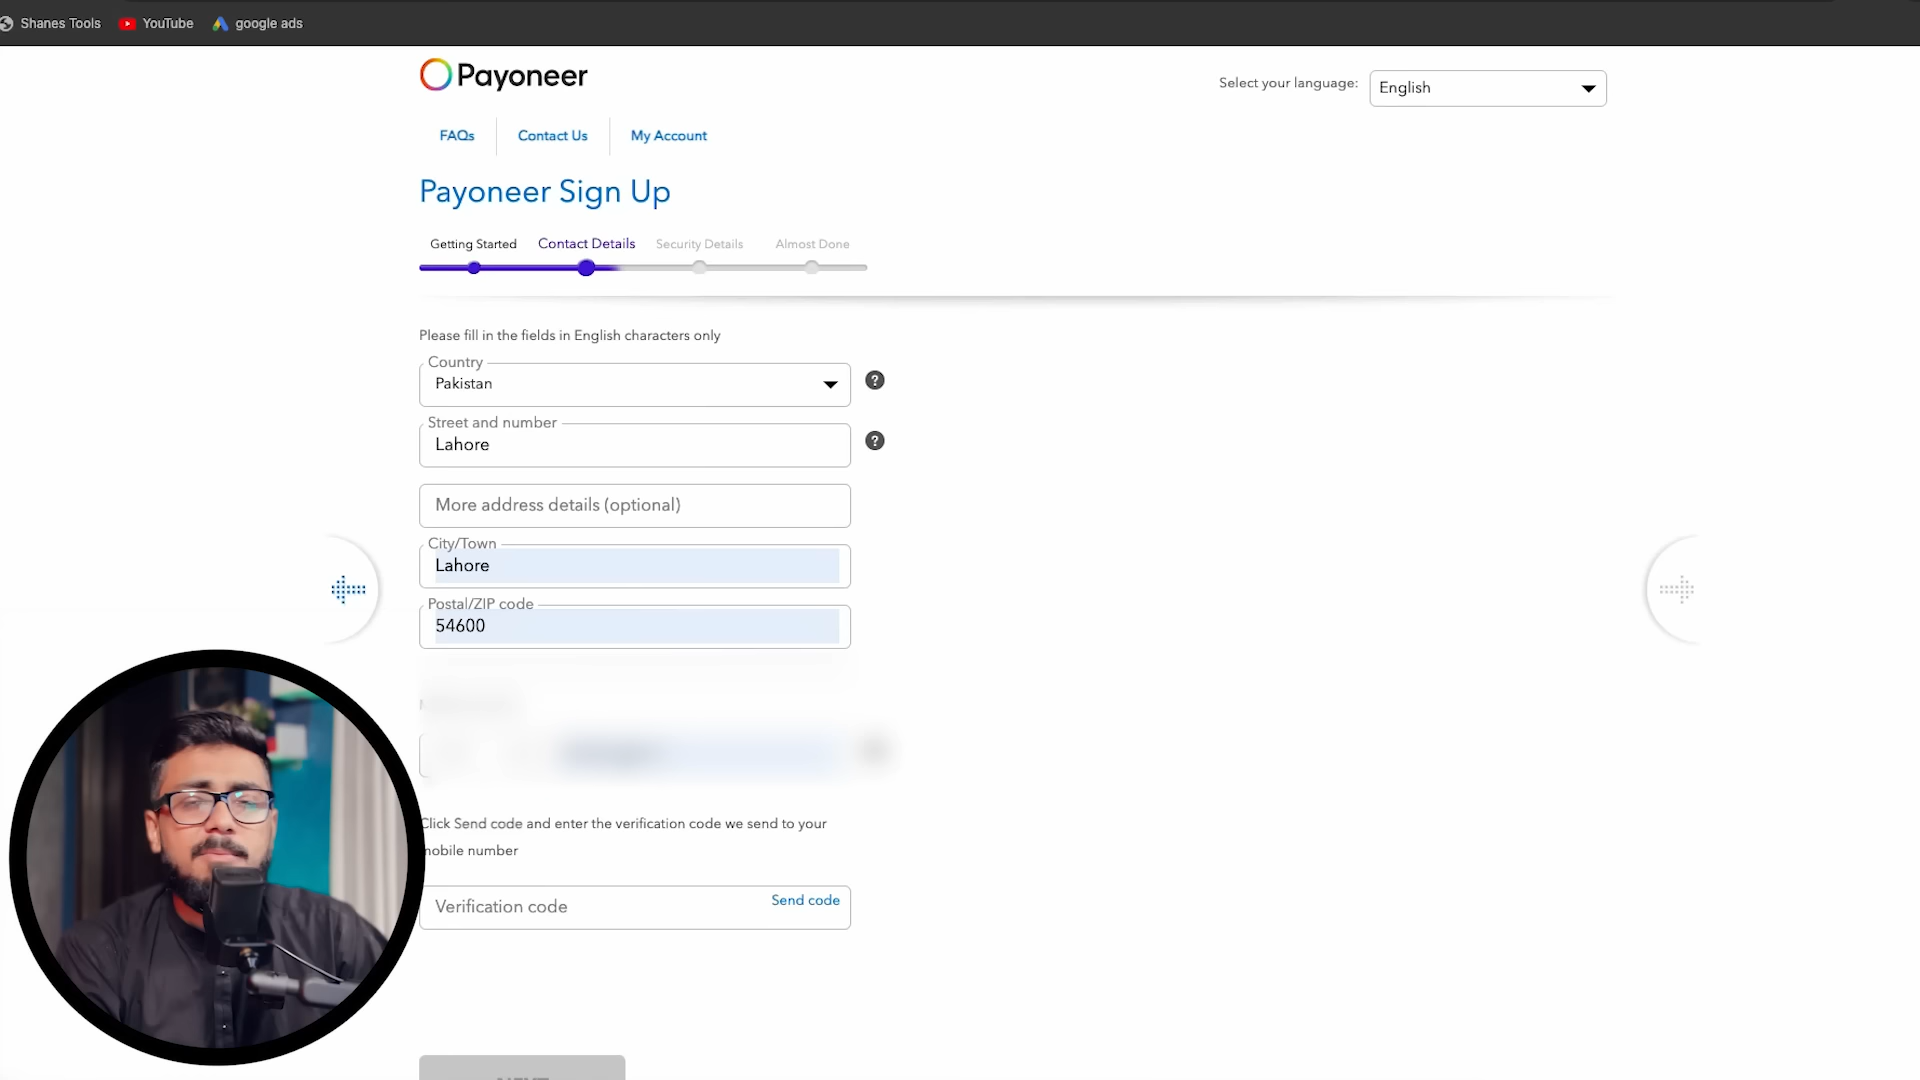 Shanes Tools
YouTube
google ads
Payoneer
Select your language:
English
FAQs
Contact Us
My Account
Payoneer Sign Up
Getting Started
Contact Details
Security Details
Almost Done
Please fill in the fields in English characters only
Country
Pakistan
Street and number
Lahore
More address details (optional)
City/Town
Lahore
Postal/ZIP code
54600
Click Send code and enter the verification code we send to your
mobile number
Verification code
Send code
NEXT